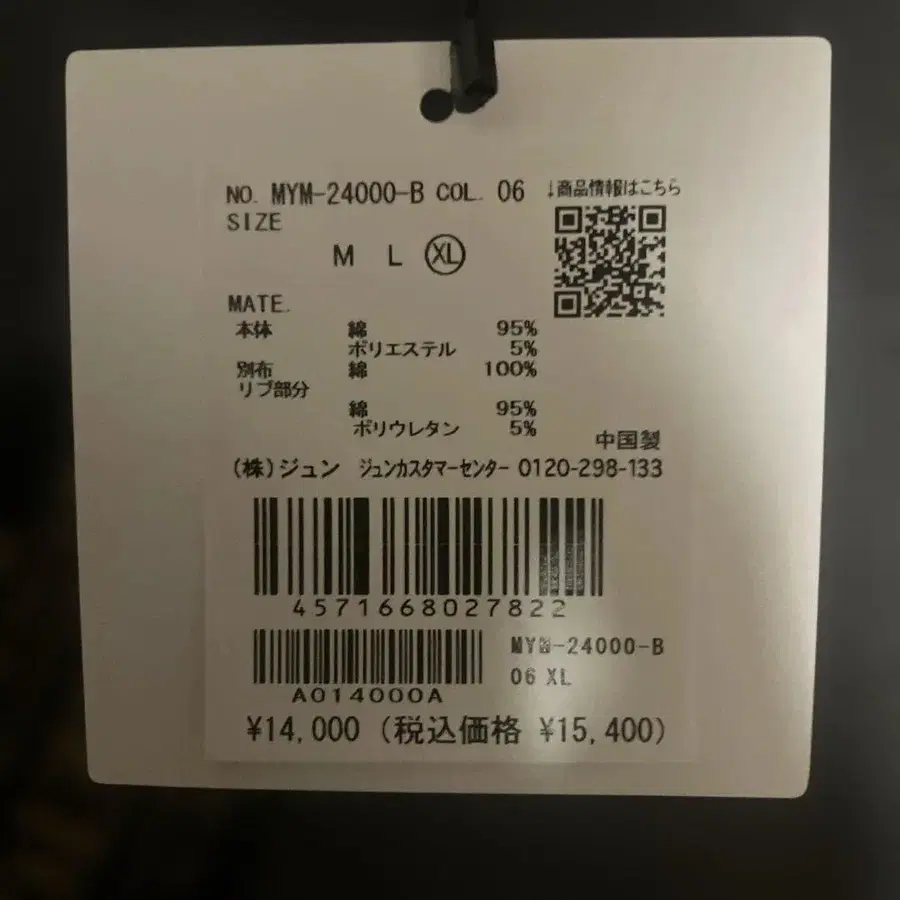 NO. MYM-24000-B COL. 06 ↓商品情報はこちら
SIZE
M L XL
MATE.
本体 綿 95%
ポリエステル 5%
別布 綿 100%
リブ部分
綿 95%
ポリウレタン 5%
中国製
(株)ジュン ジュンカスタマーセンター 0120-298-133
4571668027822
MYM-24000-B
06 XL
A014000A
¥14,000 (税込価格 ¥15,400)